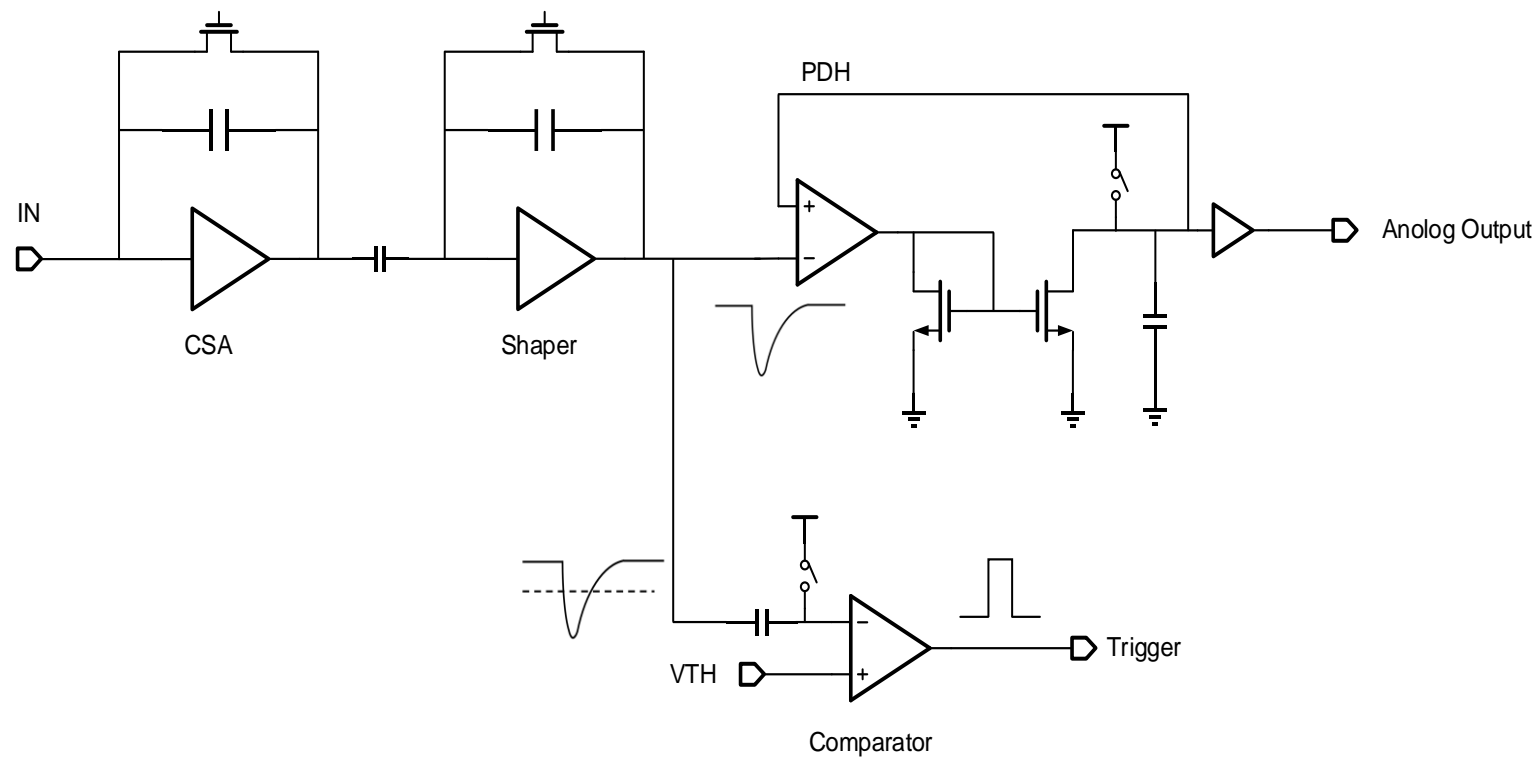 PDH
IN
+
−
Anolog Output
CSA
Shaper
−
VTH
+
Trigger
Comparator